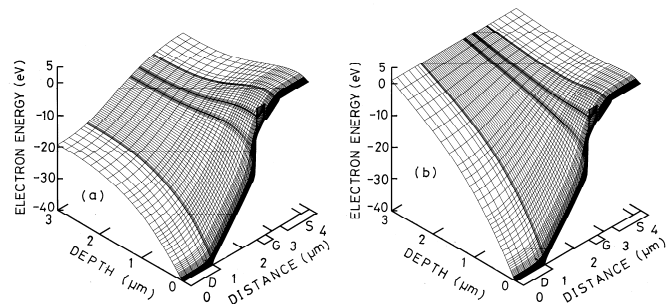 ELECTRON ENERGY (eV)
5
0
-10
-20
-30
-40
(a)
3
2
1
0
DEPTH (μm)
D
G
S
0
1
2
3
4
DISTANCE (μm)
ELECTRON ENERGY (eV)
5
0
-10
-20
-30
-40
(b)
3
2
1
0
DEPTH (μm)
D
G
S
0
1
2
3
4
DISTANCE (μm)